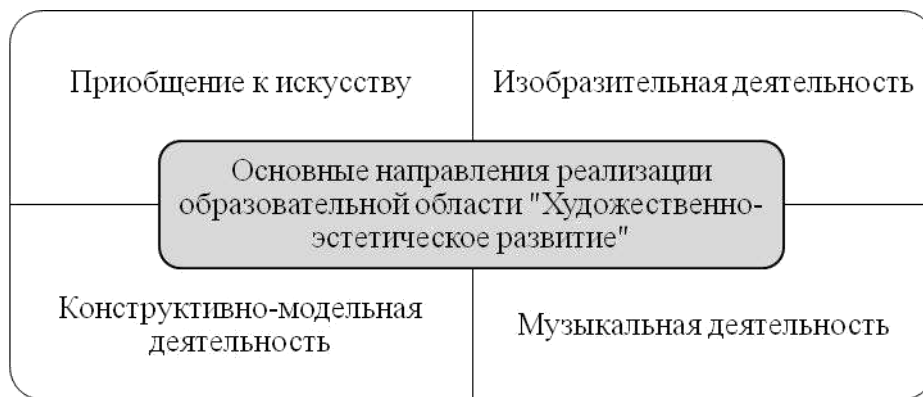 Приобщение к искусству
Изобразительная деятельность
Основные направления реализации
образовательной области "Художественно-
эстетическое развитие"
Конструктивно-модельная
деятельность
Музыкальная деятельность